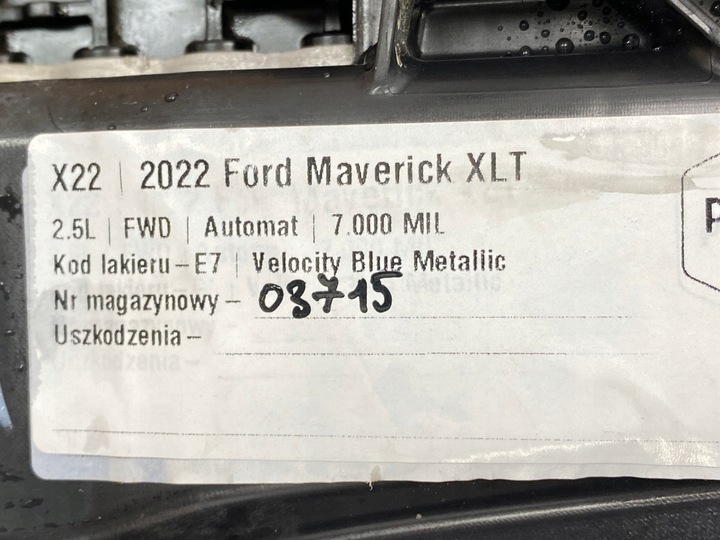 X22 | 2022 Ford Maverick XLT
2.5L | FWD | Automat | 7.000 MIL
Kod lakieru – E7 | Velocity Blue Metallic
Nr magazynowy – 03715
Uszkodzenia –